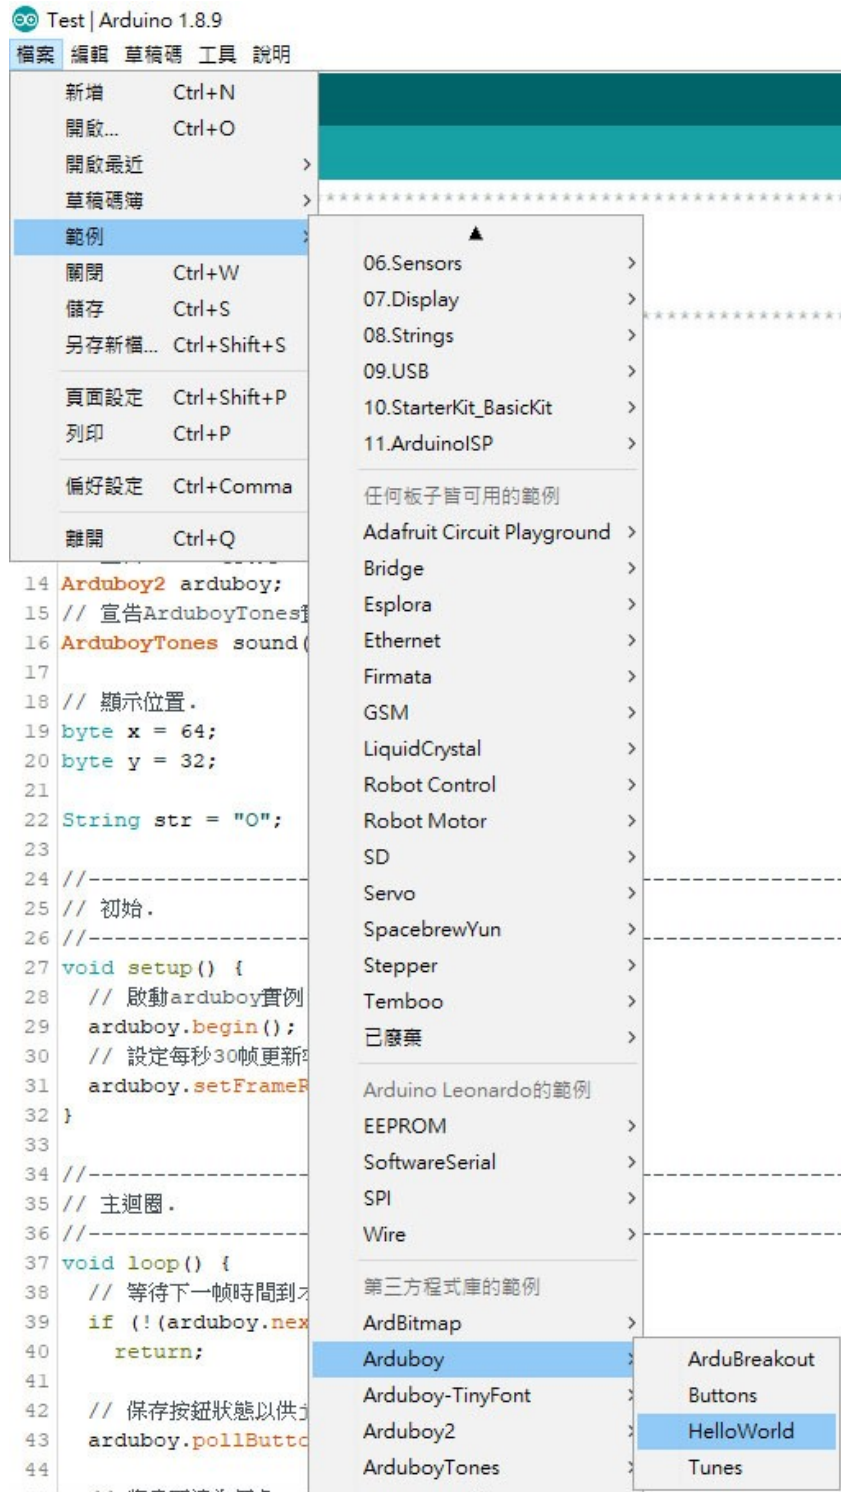 Test | Arduino 1.8.9
檔案 編輯 草稿碼 工具 說明
新增 Ctrl+N
開啟... Ctrl+O
開啟最近
草稿碼簿
範例
關閉 Ctrl+W
儲存 Ctrl+S
另存新檔... Ctrl+Shift+S
頁面設定 Ctrl+Shift+P
列印 Ctrl+P
偏好設定 Ctrl+Comma
離開 Ctrl+Q
06.Sensors
07.Display
08.Strings
09.USB
10.StarterKit_BasicKit
11.ArduinoISP
任何板子皆可用的範例
Adafruit Circuit Playground
Bridge
Esplora
Ethernet
Firmata
GSM
LiquidCrystal
Robot Control
Robot Motor
SD
Servo
SpacebrewYun
Stepper
Temboo
已廢棄
Arduino Leonardo的範例
EEPROM
SoftwareSerial
SPI
Wire
第三方程式庫的範例
ArdBitmap
Arduboy
Arduboy-TinyFont
Arduboy2
ArduboyTones
ArduBreakout
Buttons
HelloWorld
Tunes
14 Arduboy2 arduboy;
15 // 宣告ArduboyTones
16 ArduboyTones sound(
17
18 // 顯示位置.
19 byte x = 64;
20 byte y = 32;
21
22 String str = "O";
23
24 //-----------------
25 // 初始.
26 //-----------------
27 void setup() {
28 // 啟動arduboy實例
29 arduboy.begin();
30 // 設定每秒30帧更新
31 arduboy.setFrameR
32 }
33
34 //-----------------
35 // 主迴圈.
36 //-----------------
37 void loop() {
38 // 等待下一帧時間到
39 if (!(arduboy.nex
40 return;
41
42 // 保存按鈕狀態以供
43 arduboy.pollButto
44